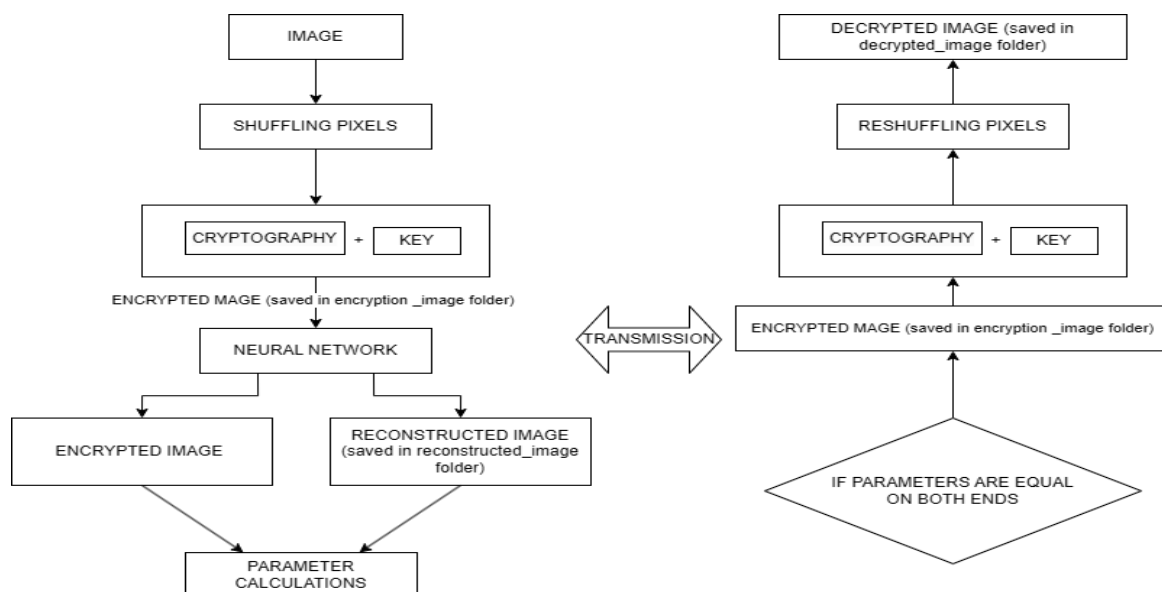 IMAGE
SHUFFLING PIXELS
CRYPTOGRAPHY + KEY
ENCRYPTED MAGE (saved in encryption _image folder)
NEURAL NETWORK
ENCRYPTED IMAGE
RECONSTRUCTED IMAGE
(saved in reconstructed_image
folder)
PARAMETER
CALCULATIONS
TRANSMISSION
DECRYPTED IMAGE (saved in
decrypted_image folder)
RESHUFFLING PIXELS
CRYPTOGRAPHY + KEY
ENCRYPTED MAGE (saved in encryption _image folder)
IF PARAMETERS ARE EQUAL
ON BOTH ENDS